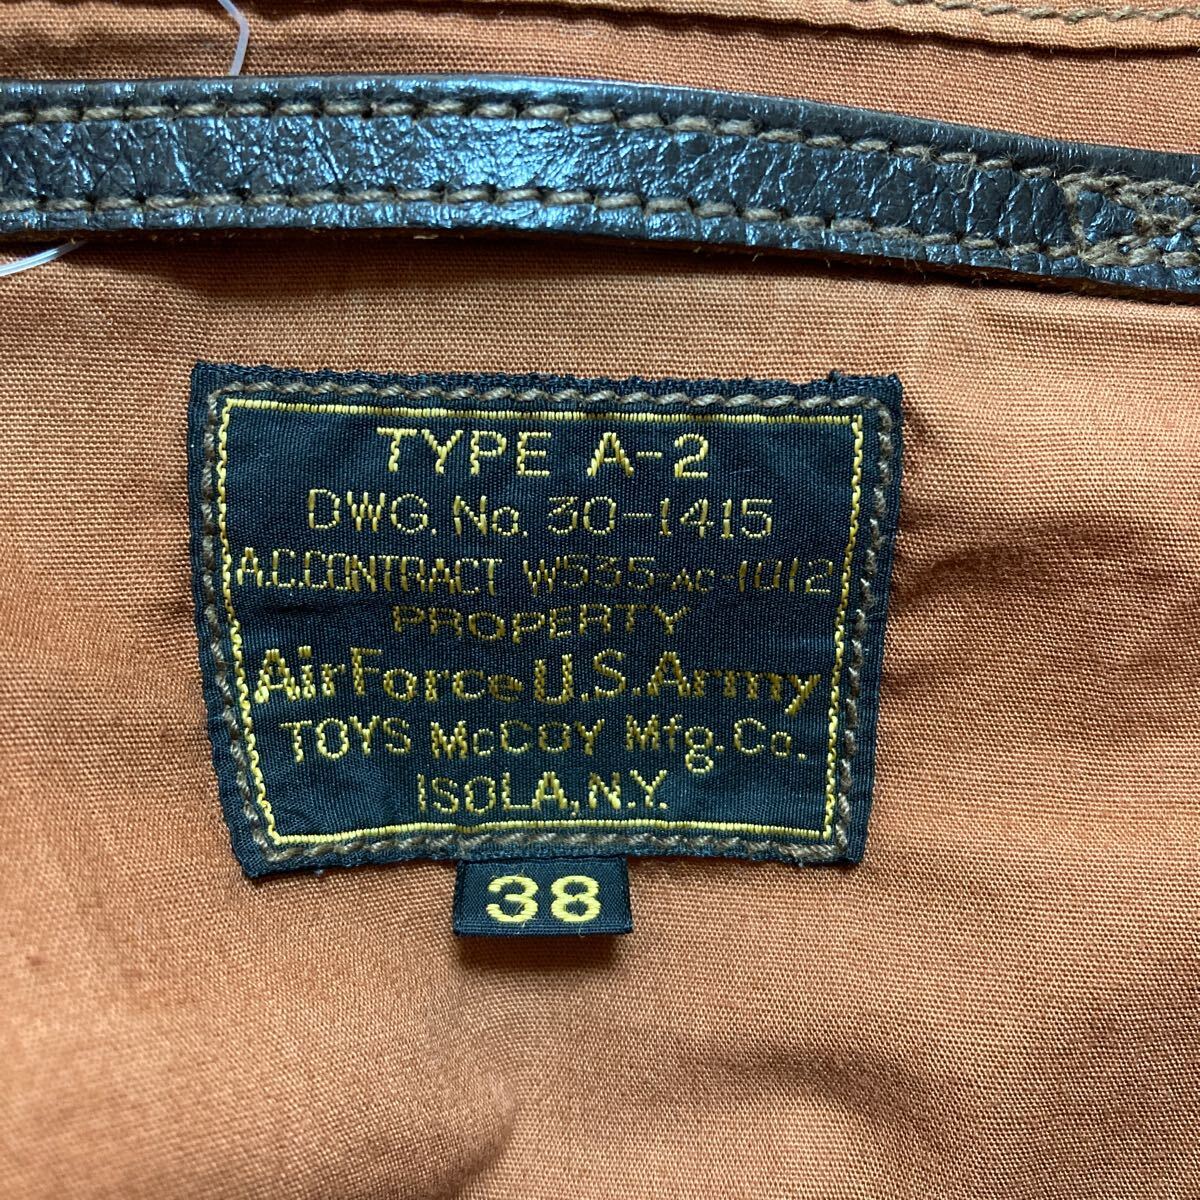 TYPE A-2
DWG. No. 30-1415
A.C.CONTRACT W535-AC-1012
PROPERTY
Air Force U.S. Army
TOYS McCOY Mfg. Co.
ISOLA, N.Y.
38